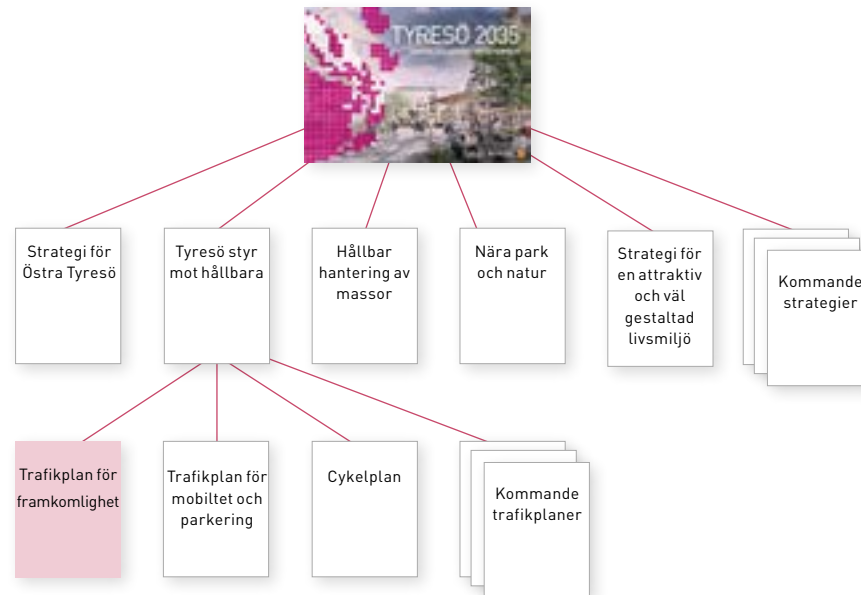 TYRESÖ 2035
Strategi för
Östra Tyresö
Tyresö styr
mot hållbara
Hållbar
hantering av
massor
Nära park
och natur
Strategi för
en attraktiv
och väl
gestaltad
livsmiljö
Kommande
strategier
Trafikplan för
framkomlighet
Trafikplan för
mobiltet och
parkering
Cykelplan
Kommande
trafikplaner